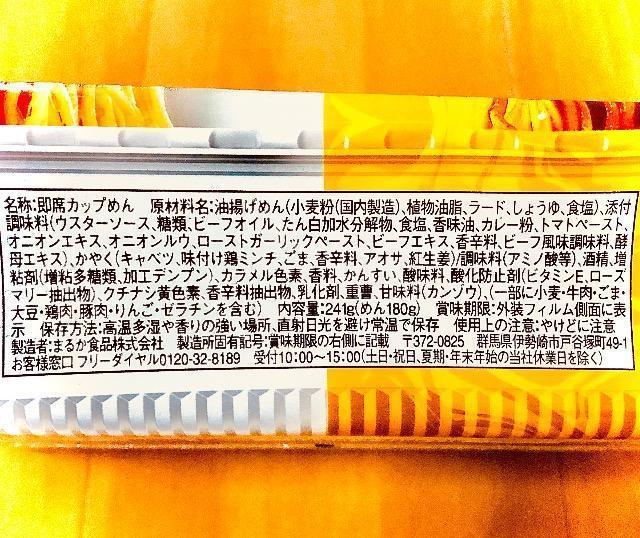 名称:即席カップめん　原材料名:油揚げめん(小麦粉(国内製造)、植物油脂、ラード、しょうゆ、食塩)、添付
調味料(ウスターソース、糖類、ビーフオイル、たん白加水分解物、食塩、香味油、カレー粉、トマトペースト、
オニオンエキス、オニオンルウ、ローストガーリックペースト、ビーフエキス、香辛料、ビーフ風味調味料、酵
母エキス)、かやく(キャベツ、味付け鶏ミンチ、ごま、香辛料、アオサ、紅生姜)/調味料(アミノ酸等)、酒精、増
粘剤(増粘多糖類、加工デンプン)、カラメル色素、香料、かんすい、酸味料、酸化防止剤(ビタミンE、ローズ
マリー抽出物)、クチナシ黄色素、香辛料抽出物、乳化剤、重曹、甘味料(カンゾウ)、(一部に小麦・牛肉・ごま・
大豆・鶏肉・豚肉・りんご・ゼラチンを含む)　内容量:241g(めん180g)　賞味期限:外装フィルム側面に表
示　保存方法:高温多湿や香りの強い場所、直射日光を避け常温で保存　使用上の注意:やけどに注意
製造者:まるか食品株式会社　製造所固有記号:賞味期限の右側に記載　〒372-0825　群馬県伊勢崎市戸谷塚町49-1
お客様窓口 フリーダイヤル0120-32-8189　受付10:00～15:00(土・日・祝日、夏期・年末年始の当社休業日を除く)